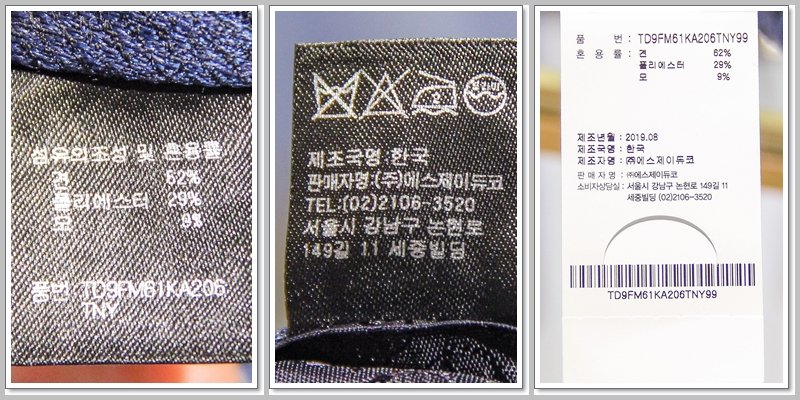 섬유의조성 및 혼용률
견 62%
폴리에스터 29%
모 9%
품번 TD9FM61KA206
TNY
드라이
제조국명 한국
판매자명:(주)에스제이듀코
TEL:(02)2106-3520
서울시 강남구 논현로
149길 11 세중빌딩
품 번 : TD9FM61KA206TNY99
혼 용 률 : 견 62%
폴리에스터 29%
모 9%
제조년월 : 2019.08
제조국명 : 한국
제조자명 : ㈜에스제이듀코
판 매 자 명 : ㈜에스제이듀코
소비자상담실 : 서울시 강남구 논현로 149길 11
세중빌딩 (02)2106-3520
TD9FM61KA206TNY99